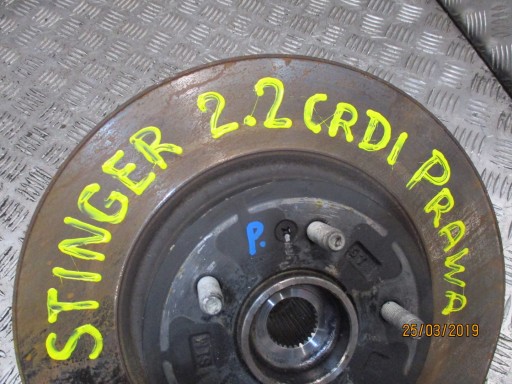 STINGER 2.2 CRDI PRAWA
P.
25/03/2019